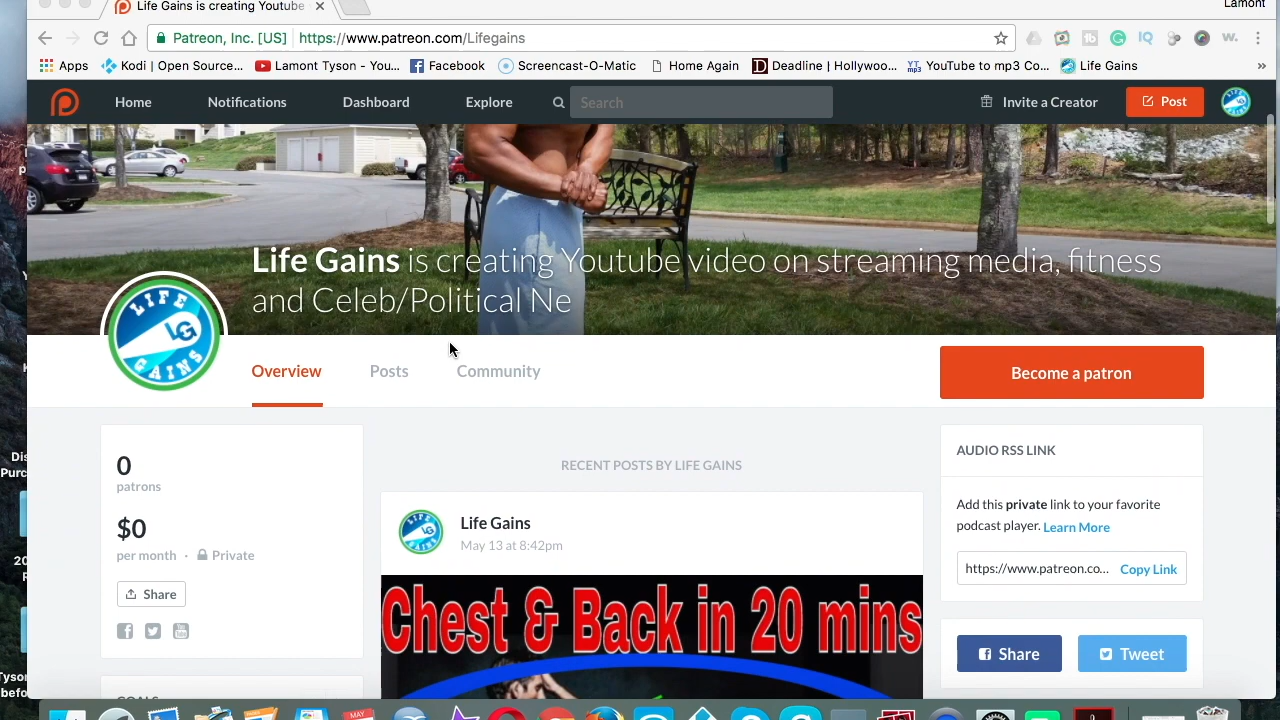 Life Gains is creating Youtube
Lamont
Patreon, Inc. [US] https://www.patreon.com/Lifegains
Apps Kodi | Open Source... Lamont Tyson - You... Facebook Screencast-O-Matic Home Again Deadline | Hollywoo... YouTube to mp3 Co... Life Gains »
Home Notifications Dashboard Explore Search Invite a Creator Post
Life Gains is creating Youtube video on streaming media, fitness
and Celeb/Political Ne
LIFE
LG
GAINS
Overview Posts Community Become a patron
0
patrons
$0
per month · Private
Share
RECENT POSTS BY LIFE GAINS
Life Gains
May 13 at 8:42pm
Chest & Back in 20 mins
AUDIO RSS LINK
Add this private link to your favorite
podcast player. Learn More
https://www.patreon.co... Copy Link
Share Tweet
GOALS
MAY